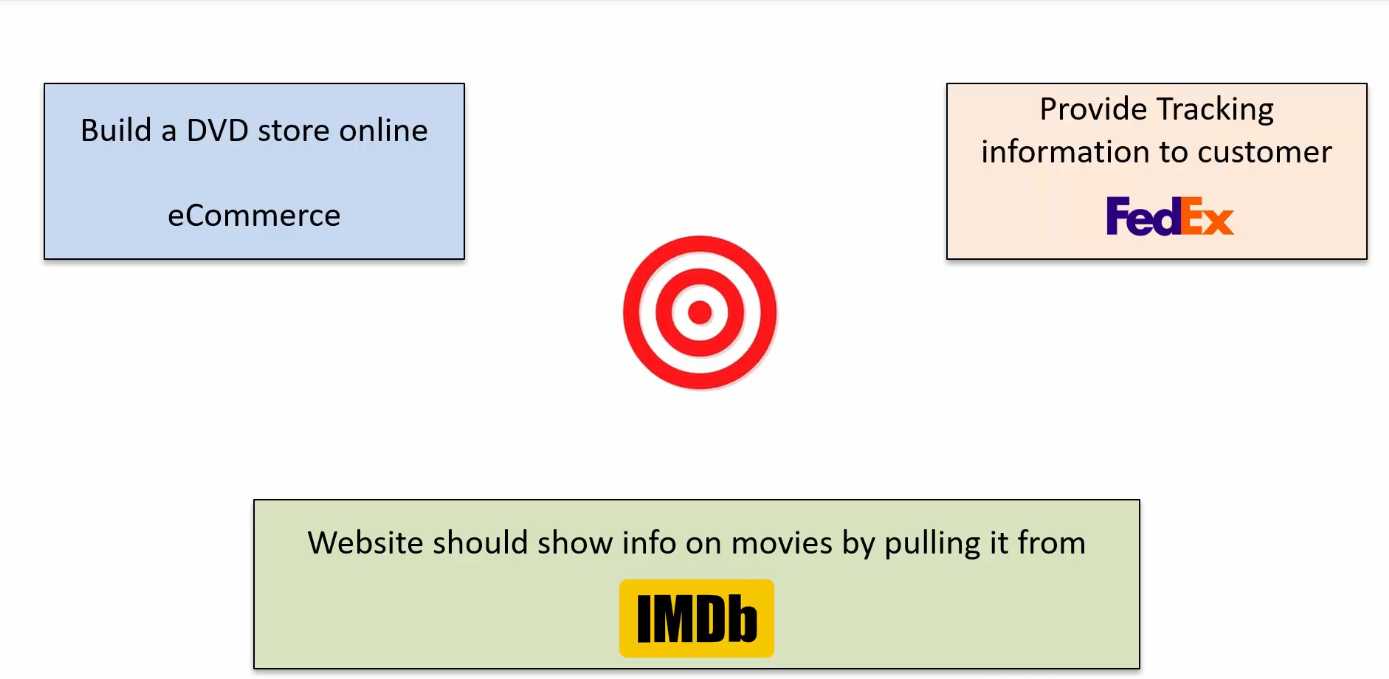 Build a DVD store online
eCommerce
Provide Tracking
information to customer
FedEx
Website should show info on movies by pulling it from
IMDb